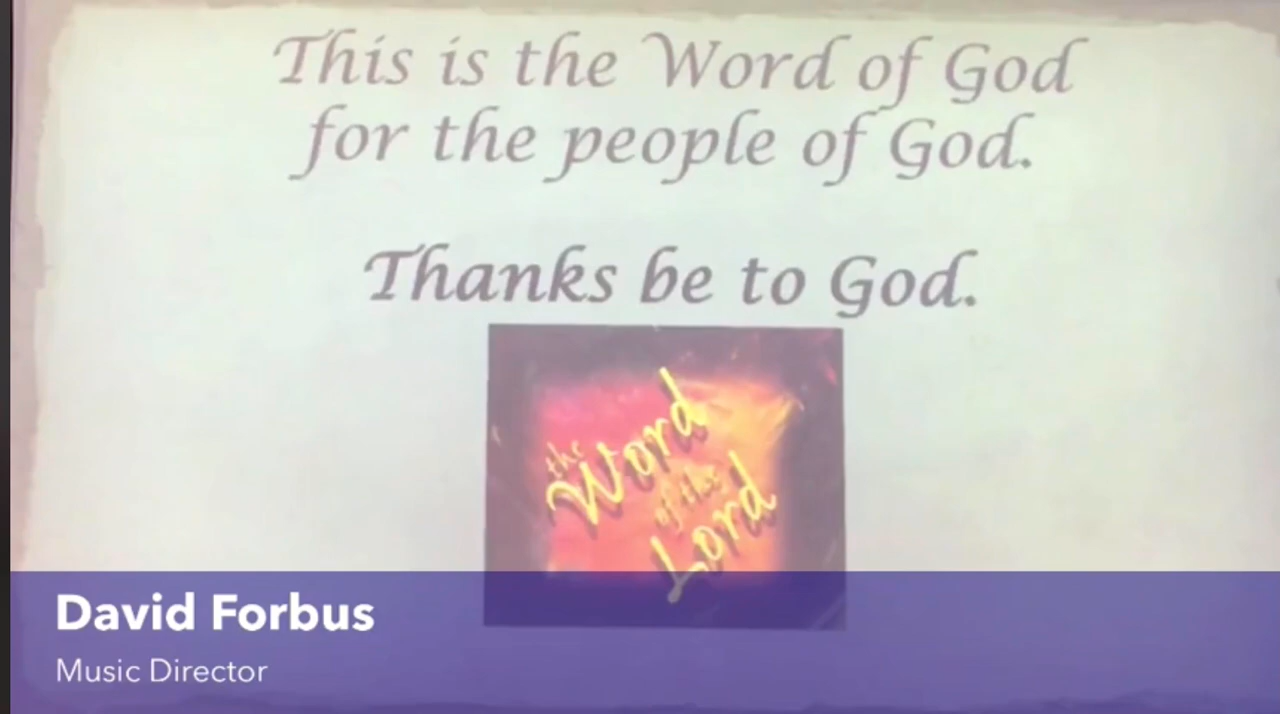 This is the Word of God
for the people of God.
Thanks be to God.
the
Word
of the
Lord
David Forbus
Music Director